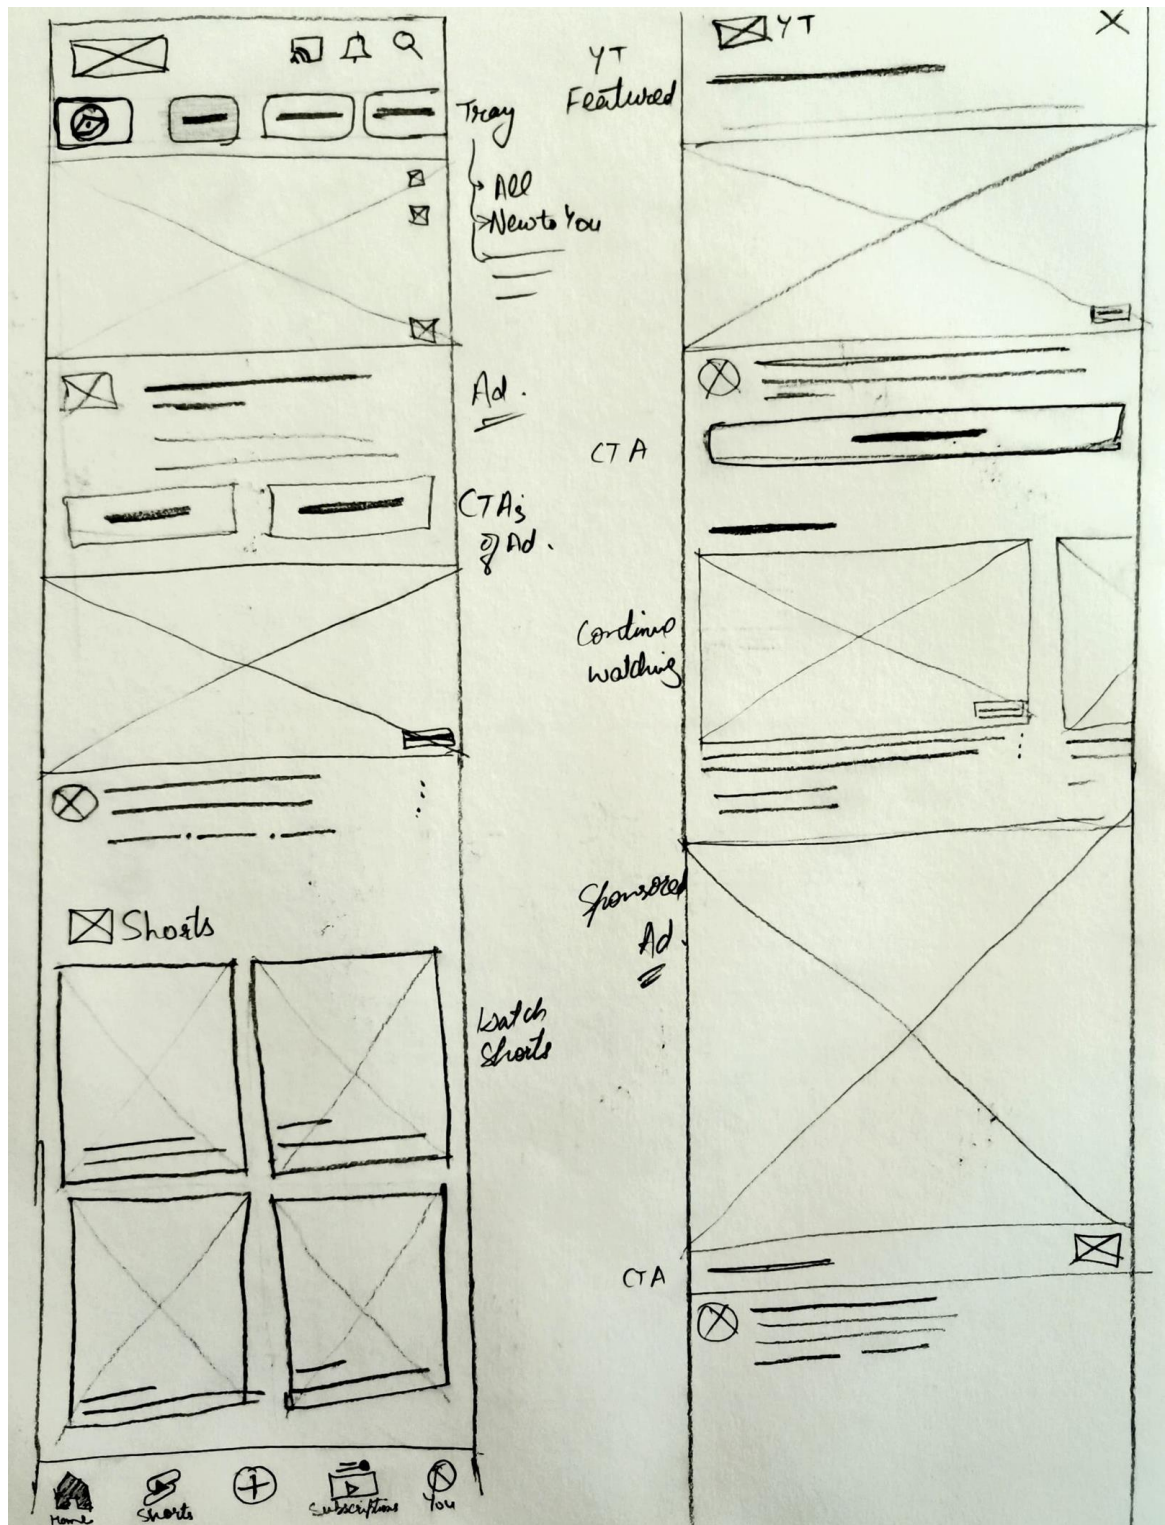 Tray
All
New to You
Ad.
CTA's
of Ad.
Shorts
Watch
Shorts
Home
Shorts
Subscriptions
You
YT
YT
Featured
CTA
Continue
Watching
Sponsored
Ad.
CTA